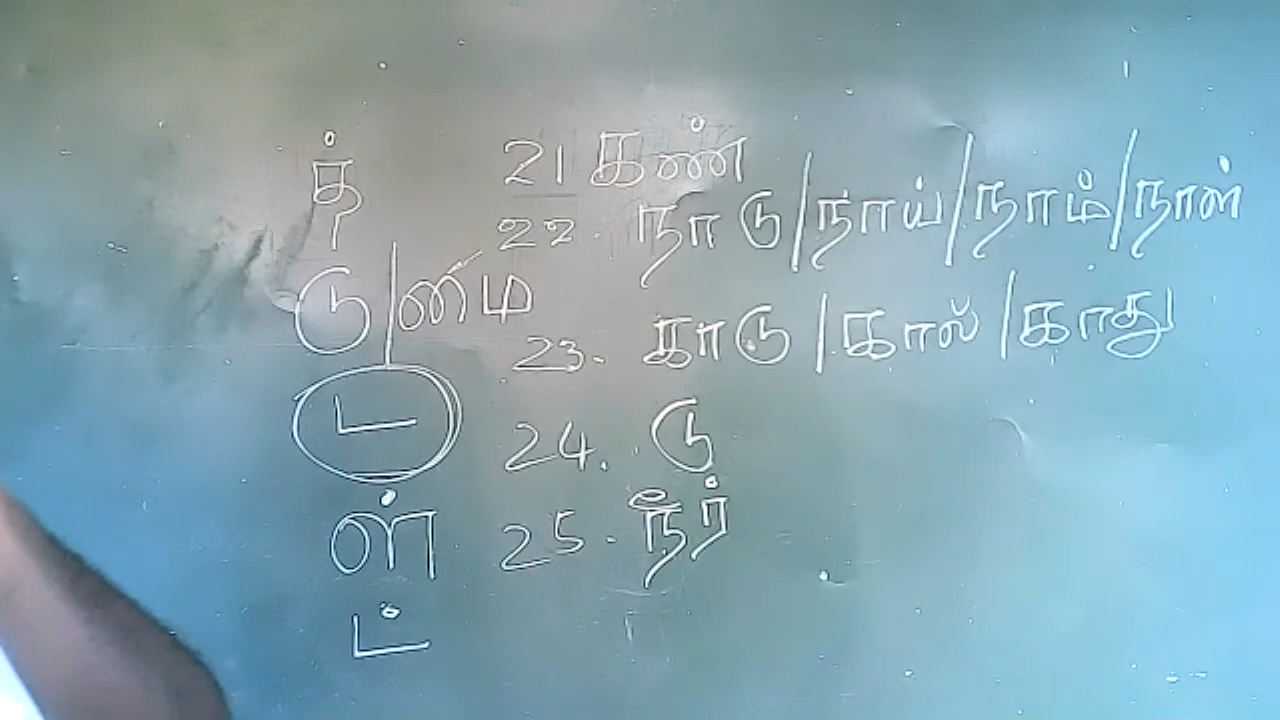 த்
டு/மை
ட
ள்
ட்
21 கண்
22. நாடு/நாய்/நாம்/நான்
23. காடு/கால்/காது
24. டு
25. நீர்